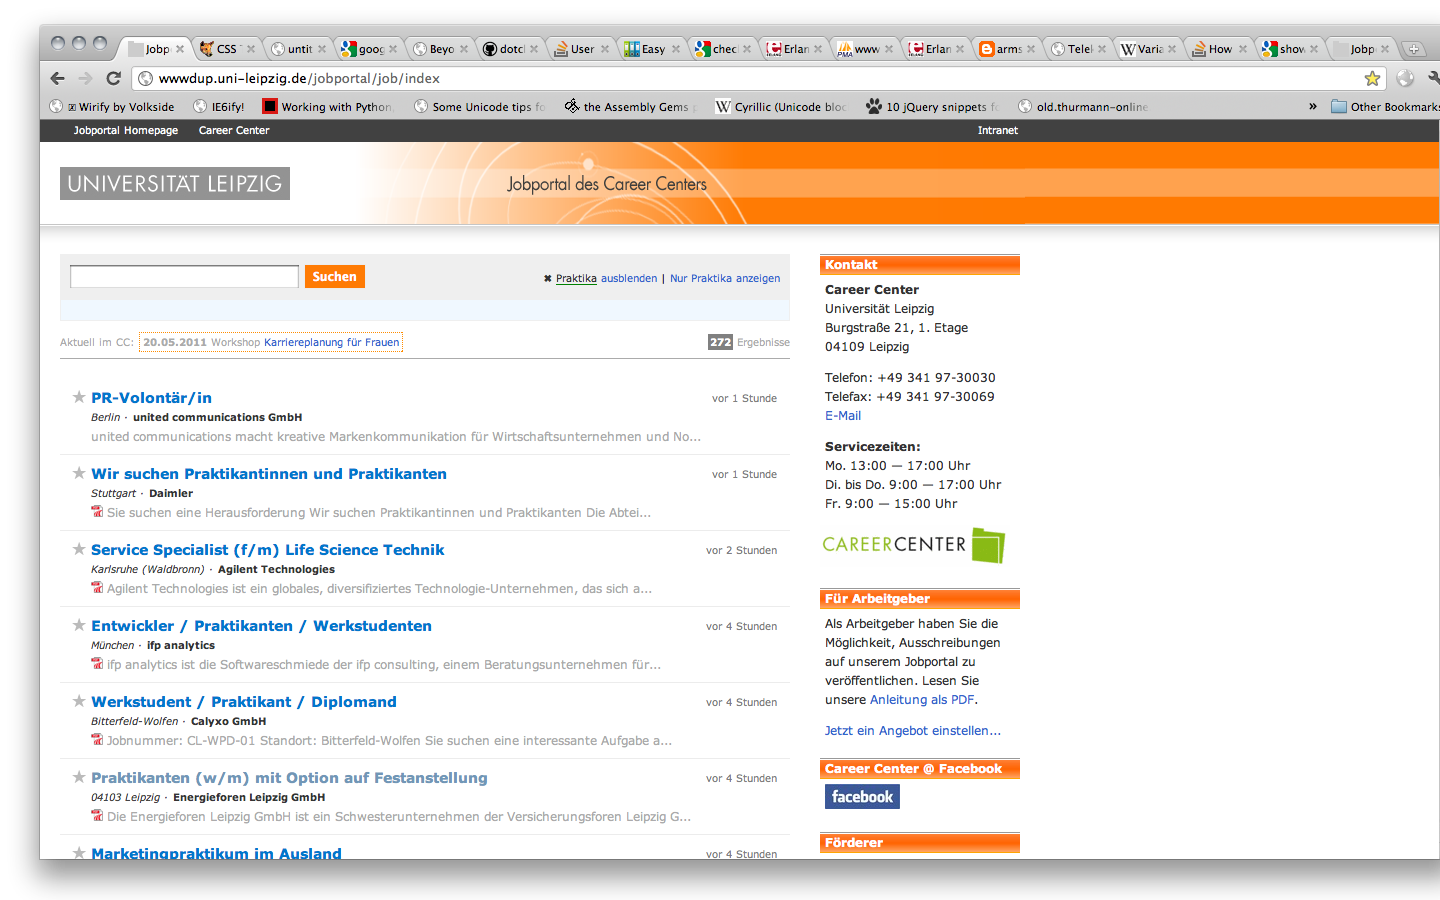 Jobp
CSS
untit
goog
Beyo
dotcl
User
Easy
check
Erlan
www
Erlan
arms
Telel
Varia
How
show
Jobp
wwwdup.uni-leipzig.de/jobportal/job/index
Wirify by Volkside
IE6ify!
Working with Python
Some Unicode tips fo
the Assembly Gems
Cyrillic (Unicode bloc
10 jQuery snippets f
old.thurmann-online
»
Other Bookmarks
Jobportal Homepage Career Center Intranet
UNIVERSITÄT LEIPZIG
Jobportal des Career Centers
Suchen
✖ Praktika ausblenden | Nur Praktika anzeigen
Aktuell im CC: 20.05.2011 Workshop Karriereplanung für Frauen
272 Ergebnisse
PR-Volontär/in
vor 1 Stunde
Berlin · united communications GmbH
united communications macht kreative Markenkommunikation für Wirtschaftsunternehmen und No...
Wir suchen Praktikantinnen und Praktikanten
vor 1 Stunde
Stuttgart · Daimler
Sie suchen eine Herausforderung Wir suchen Praktikantinnen und Praktikanten Die Abtei...
Service Specialist (f/m) Life Science Technik
vor 2 Stunden
Karlsruhe (Waldbronn) · Agilent Technologies
Agilent Technologies ist ein globales, diversifiziertes Technologie-Unternehmen, das sich a...
Entwickler / Praktikanten / Werkstudenten
vor 4 Stunden
München · ifp analytics
ifp analytics ist die Softwareschmiede der ifp consulting, einem Beratungsunternehmen für...
Werkstudent / Praktikant / Diplomand
vor 4 Stunden
Bitterfeld-Wolfen · Calyxo GmbH
Jobnummer: CL-WPD-01 Standort: Bitterfeld-Wolfen Sie suchen eine interessante Aufgabe a...
Praktikanten (w/m) mit Option auf Festanstellung
vor 4 Stunden
04103 Leipzig · Energieforen Leipzig GmbH
Die Energieforen Leipzig GmbH ist ein Schwesterunternehmen der Versicherungsforen Leipzig G...
Marketingpraktikum im Ausland
vor 4 Stunden
Kontakt
Career Center
Universität Leipzig
Burgstraße 21, 1. Etage
04109 Leipzig
Telefon: +49 341 97-30030
Telefax: +49 341 97-30069
E-Mail
Servicezeiten:
Mo. 13:00 — 17:00 Uhr
Di. bis Do. 9:00 — 17:00 Uhr
Fr. 9:00 — 15:00 Uhr
CAREERCENTER
Für Arbeitgeber
Als Arbeitgeber haben Sie die
Möglichkeit, Ausschreibungen
auf unserem Jobportal zu
veröffentlichen. Lesen Sie
unsere Anleitung als PDF.
Jetzt ein Angebot einstellen...
Career Center @ Facebook
facebook
Förderer